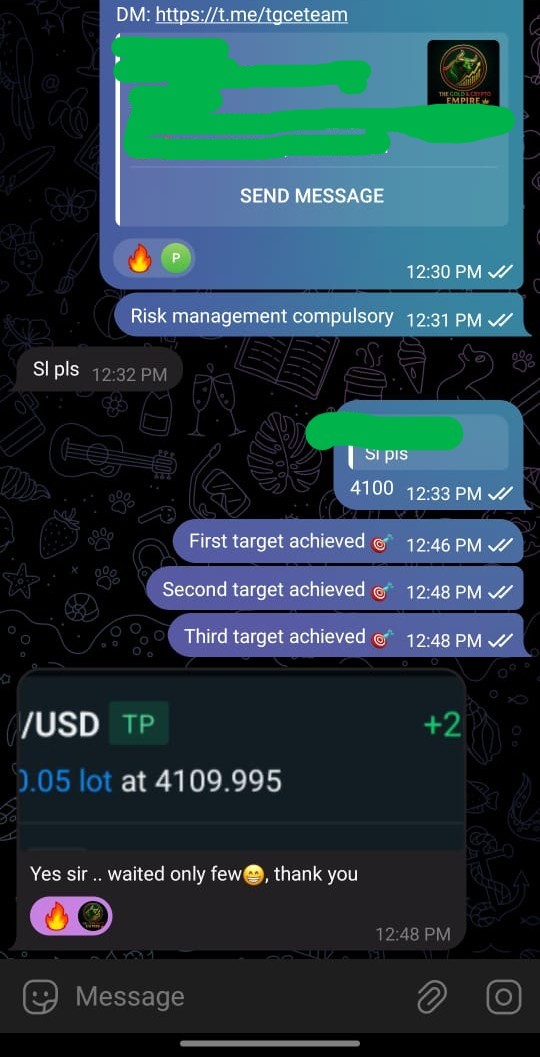 DM: https://t.me/tgceteam
THE GOLD & CRYPTO
EMPIRE
SEND MESSAGE
P
12:30 PM
Risk management compulsory 12:31 PM
Sl pls 12:32 PM
Sl pls
4100 12:33 PM
First target achieved 🎯 12:46 PM
Second target achieved 🎯 12:48 PM
Third target achieved 🎯 12:48 PM
/USD TP +2
0.05 lot at 4109.995
Yes sir .. waited only few😁, thank you
12:48 PM
Message